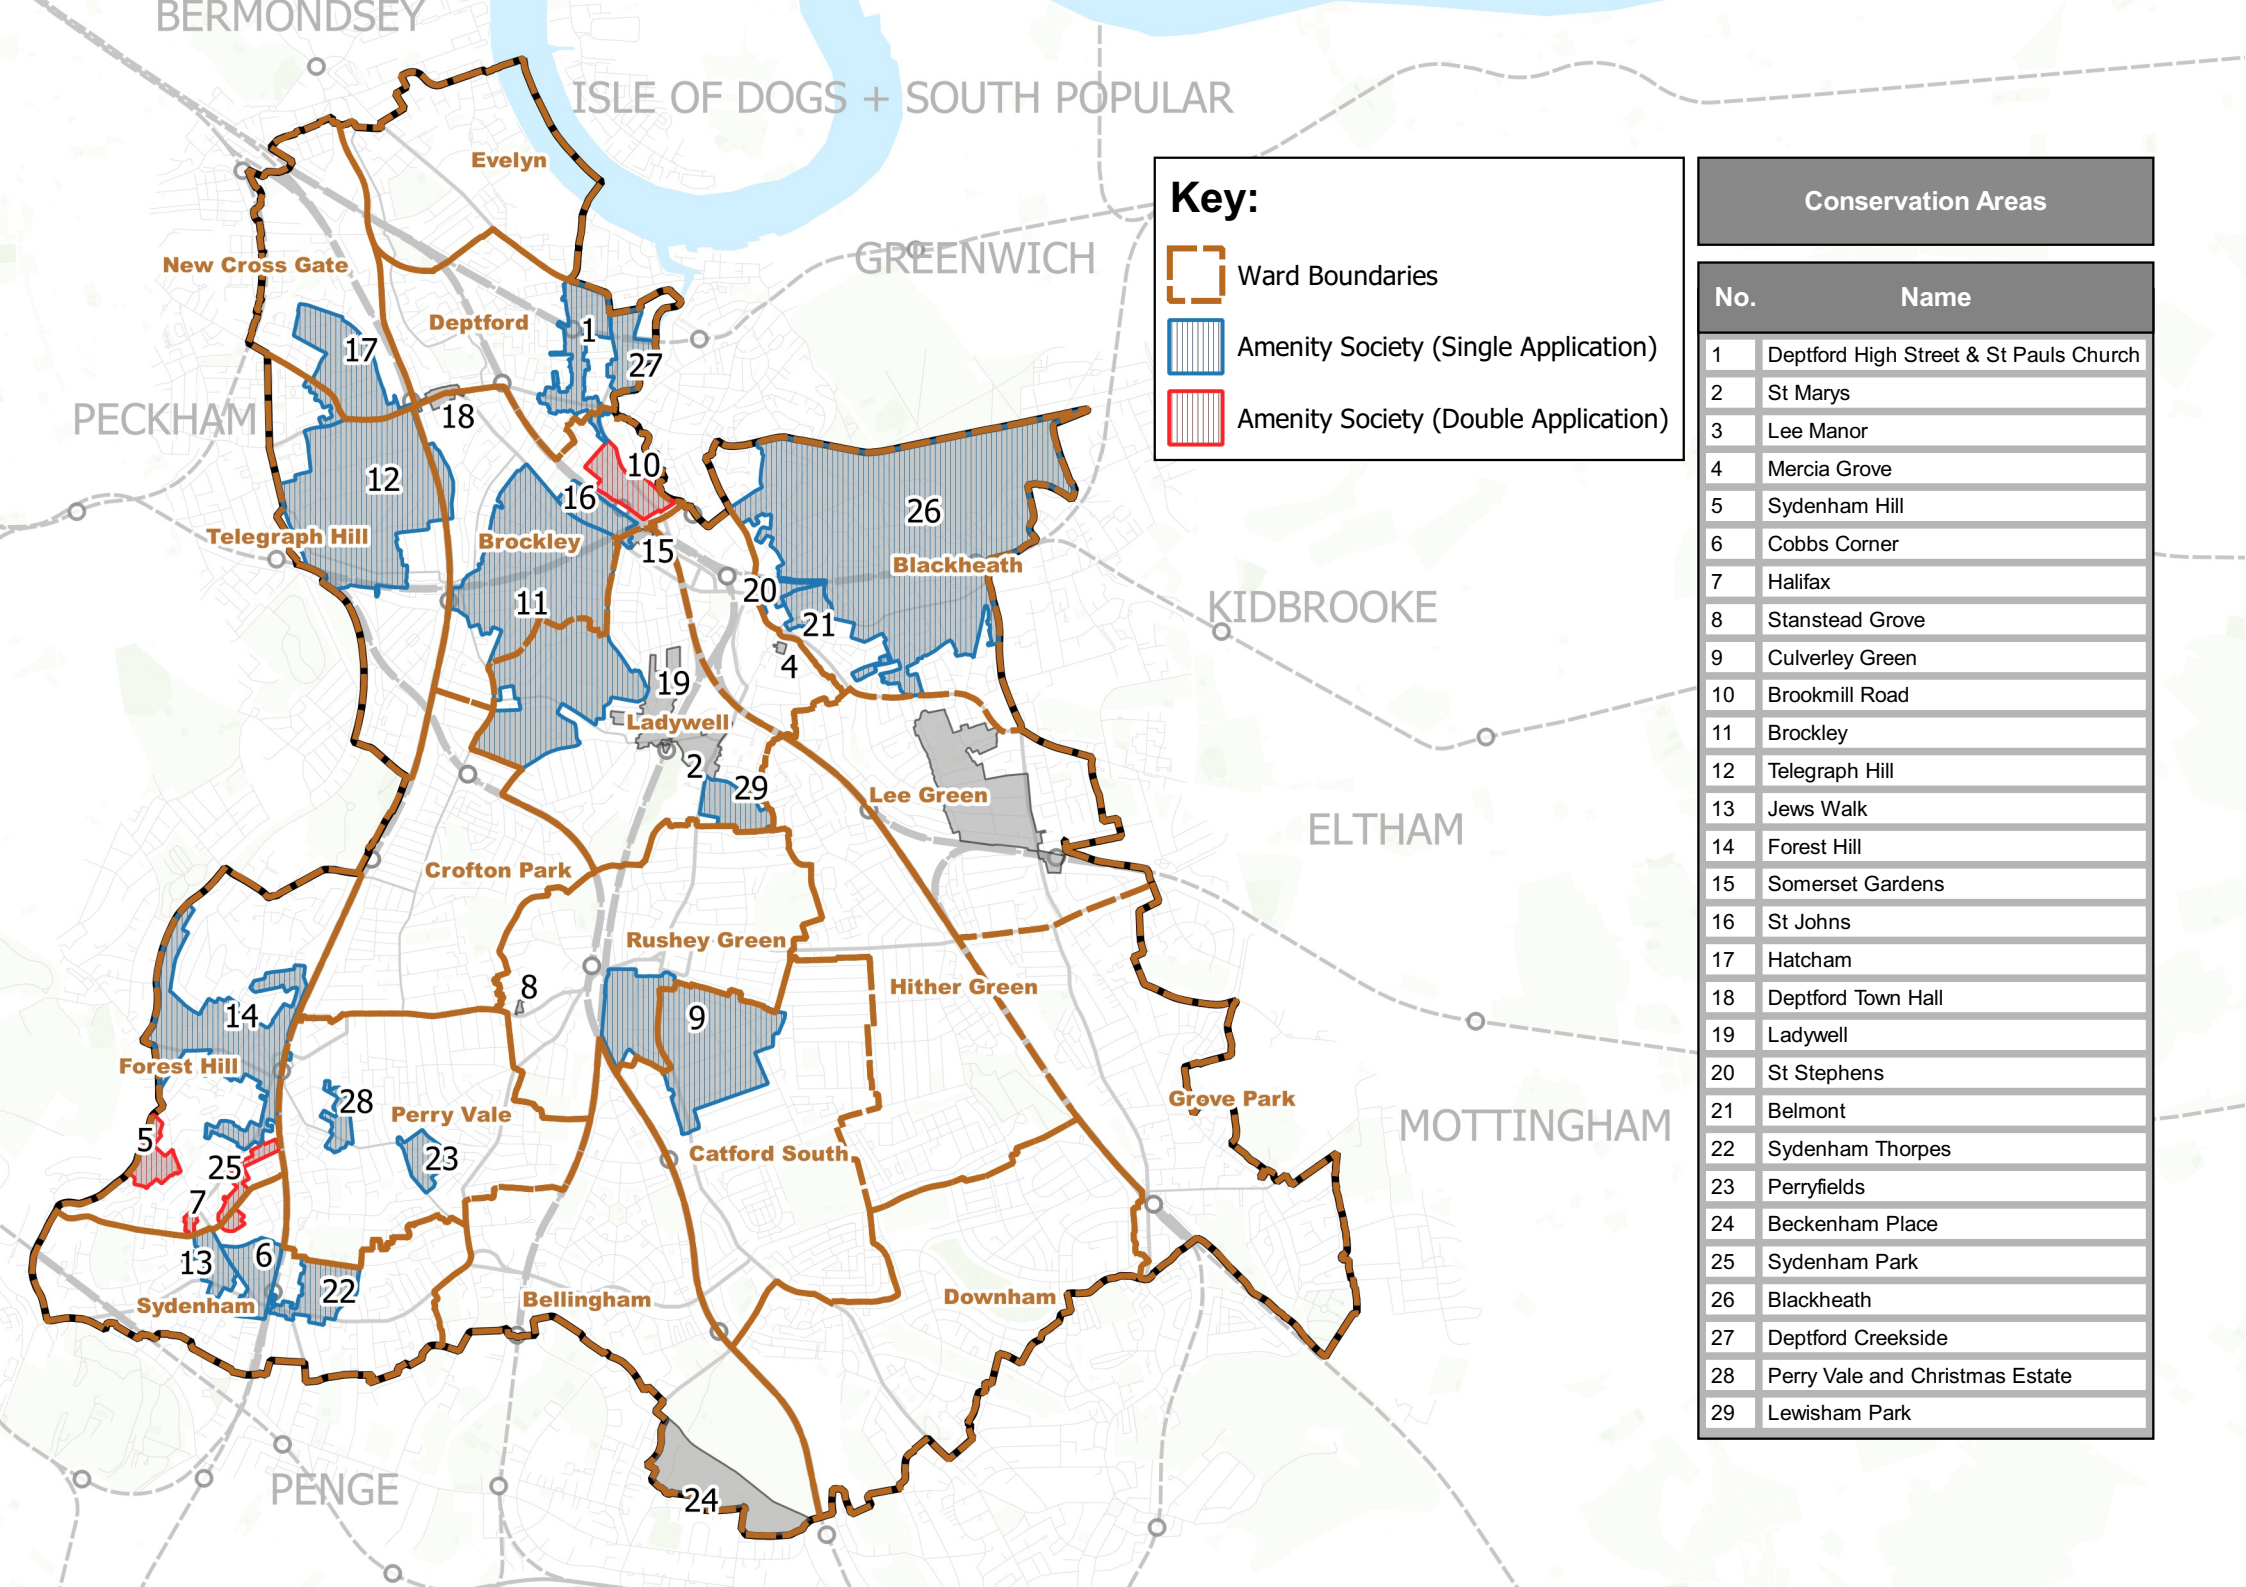 BERMONDSEY
ISLE OF DOGS + SOUTH POPULAR
Evelyn
GREENWICH
New Cross Gate
Deptford
1
17
27
PECKHAM
18
12
10
16
26
Telegraph Hill
Brockley
15
Blackheath
20
11
21
KIDBROOKE
4
19
Ladywell
2
29
Lee Green
ELTHAM
Crofton Park
Rushey Green
8
Hither Green
14
9
Forest Hill
28
Perry Vale
Grove Park
MOTTINGHAM
5
23
Catford South
25
7
13
6
22
Sydenham
Bellingham
Downham
PENGE
24
Key:
Ward Boundaries
Amenity Society (Single Application)
Amenity Society (Double Application)
Conservation Areas
No. Name
1 Deptford High Street & St Pauls Church
2 St Marys
3 Lee Manor
4 Mercia Grove
5 Sydenham Hill
6 Cobbs Corner
7 Halifax
8 Stanstead Grove
9 Culverley Green
10 Brookmill Road
11 Brockley
12 Telegraph Hill
13 Jews Walk
14 Forest Hill
15 Somerset Gardens
16 St Johns
17 Hatcham
18 Deptford Town Hall
19 Ladywell
20 St Stephens
21 Belmont
22 Sydenham Thorpes
23 Perryfields
24 Beckenham Place
25 Sydenham Park
26 Blackheath
27 Deptford Creekside
28 Perry Vale and Christmas Estate
29 Lewisham Park